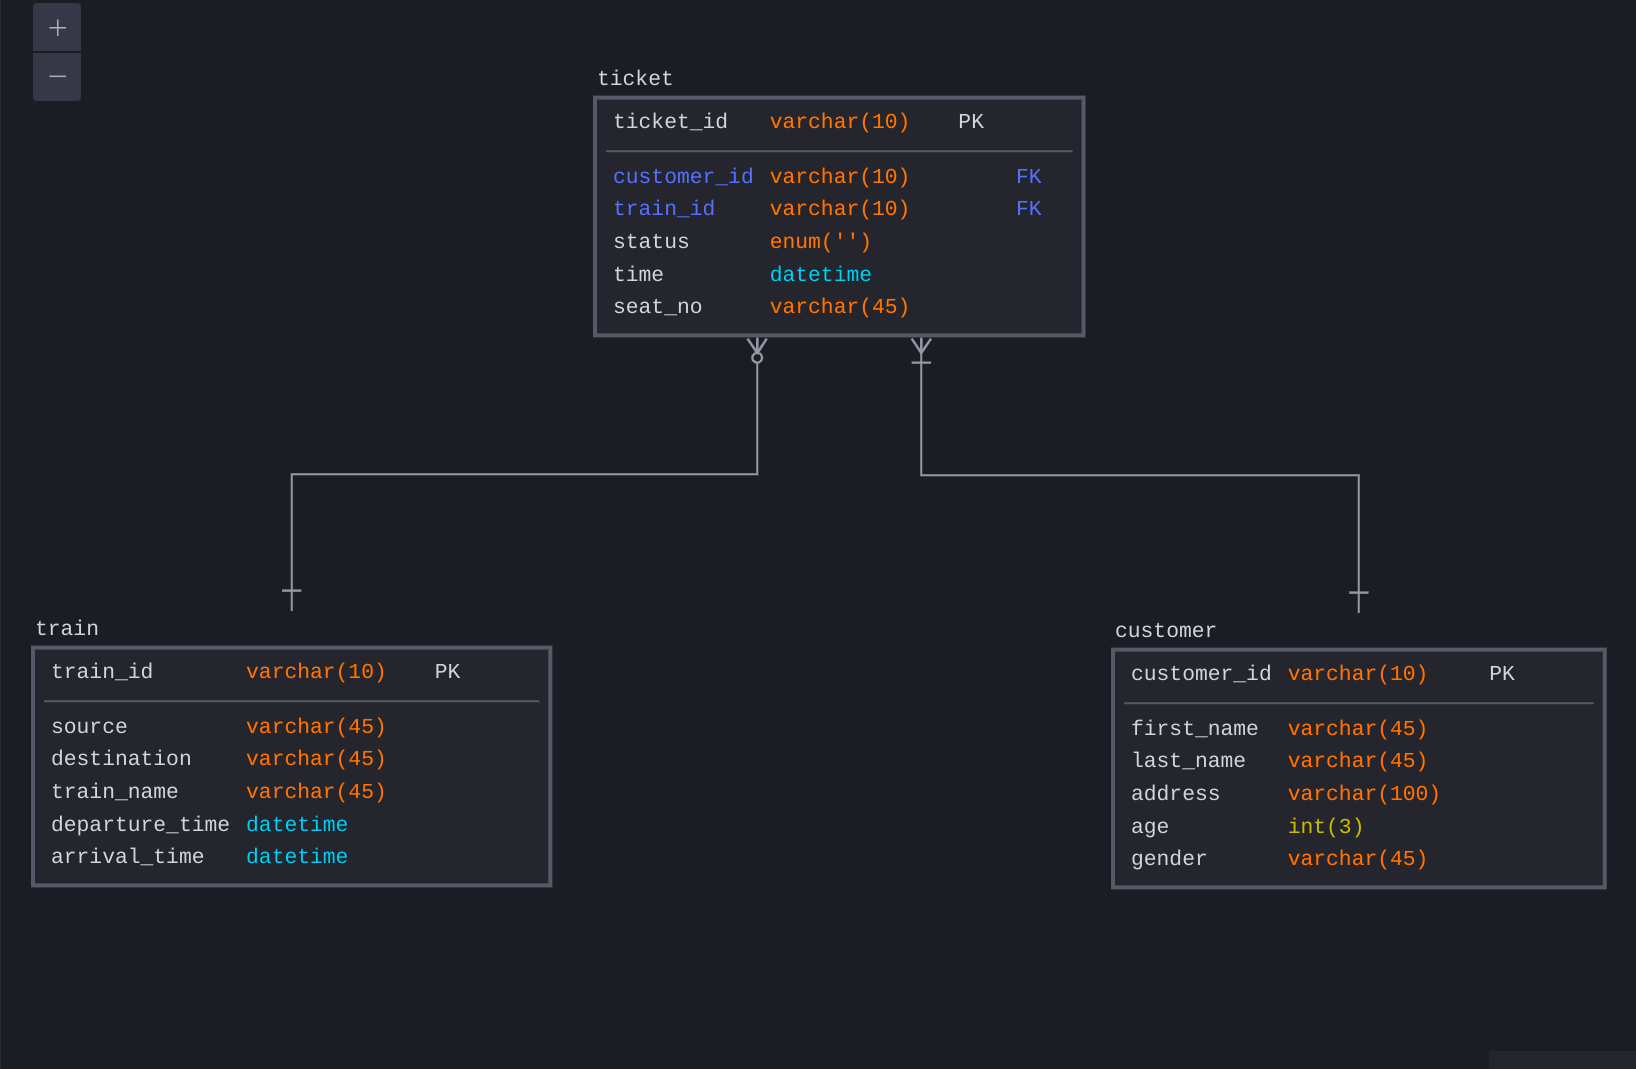 +
−
ticket
ticket_id varchar(10) PK
customer_id varchar(10) FK
train_id varchar(10) FK
status enum('')
time datetime
seat_no varchar(45)
train
train_id varchar(10) PK
source varchar(45)
destination varchar(45)
train_name varchar(45)
departure_time datetime
arrival_time datetime
customer
customer_id varchar(10) PK
first_name varchar(45)
last_name varchar(45)
address varchar(100)
age int(3)
gender varchar(45)